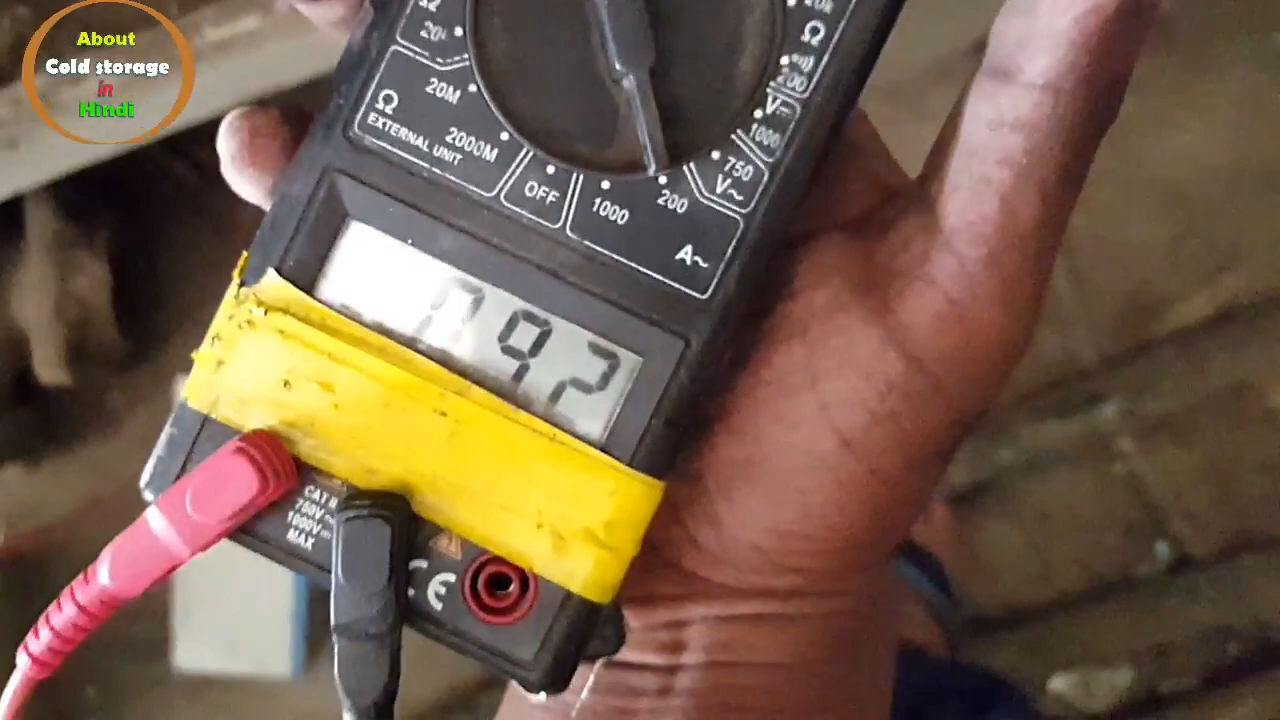 About
Cold storage
in
Hindi
20k
Ω
200
V⎓
1000
750
V~
200
1000
A~
OFF
20M
2000M
Ω
EXTERNAL UNIT
92
CAT II
750V~
1000V⎓
MAX
CE